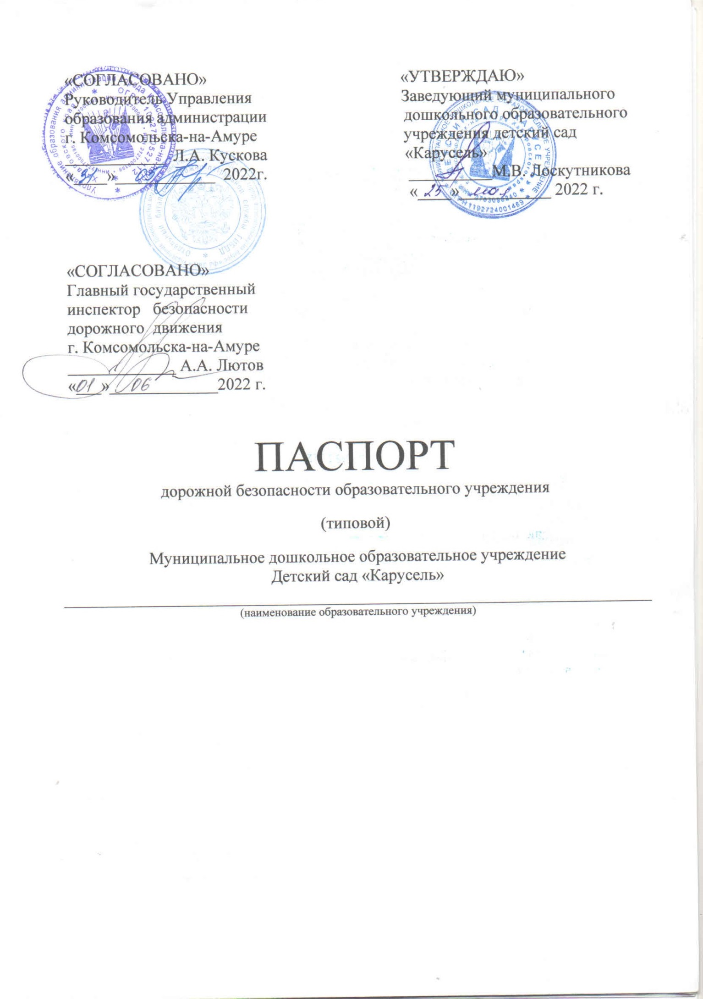 «СОГЛАСОВАНО»
Руководитель Управления
образования администрации
г. Комсомольска-на-Амуре
Л.А. Кускова
«31» 05 2022г.
«УТВЕРЖДАЮ»
Заведующий муниципального
дошкольного образовательного
учреждения детский сад
«Карусель»
М.В. Лоскутникова
«25» мая 2022 г.
«СОГЛАСОВАНО»
Главный государственный
инспектор безопасности
дорожного движения
г. Комсомольска-на-Амуре
А.А. Лютов
«01» 06 2022 г.
ПАСПОРТ
дорожной безопасности образовательного учреждения
(типовой)
Муниципальное дошкольное образовательное учреждение
Детский сад «Карусель»
(наименование образовательного учреждения)